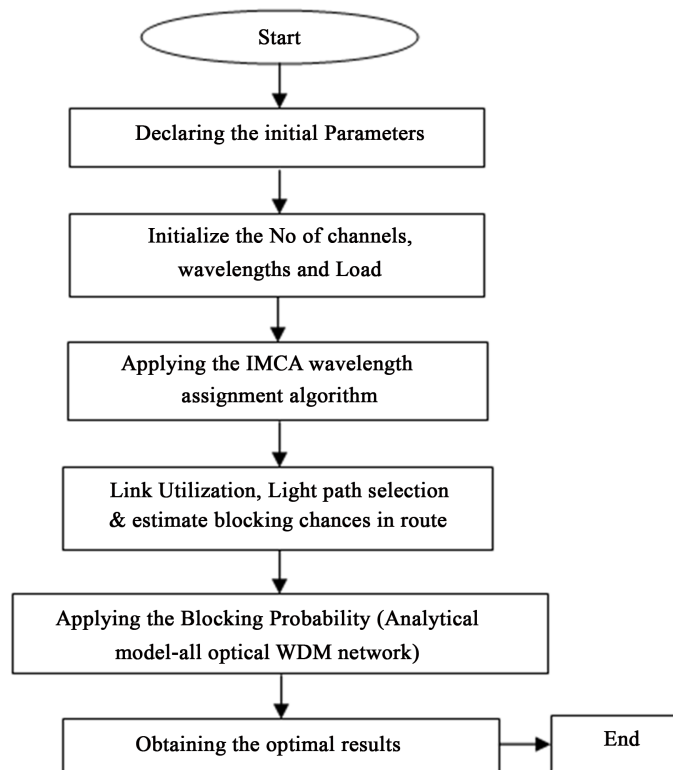 Start
Declaring the initial Parameters
Initialize the No of channels,
wavelengths and Load
Applying the IMCA wavelength
assignment algorithm
Link Utilization, Light path selection
& estimate blocking chances in route
Applying the Blocking Probability (Analytical
model-all optical WDM network)
Obtaining the optimal results
End